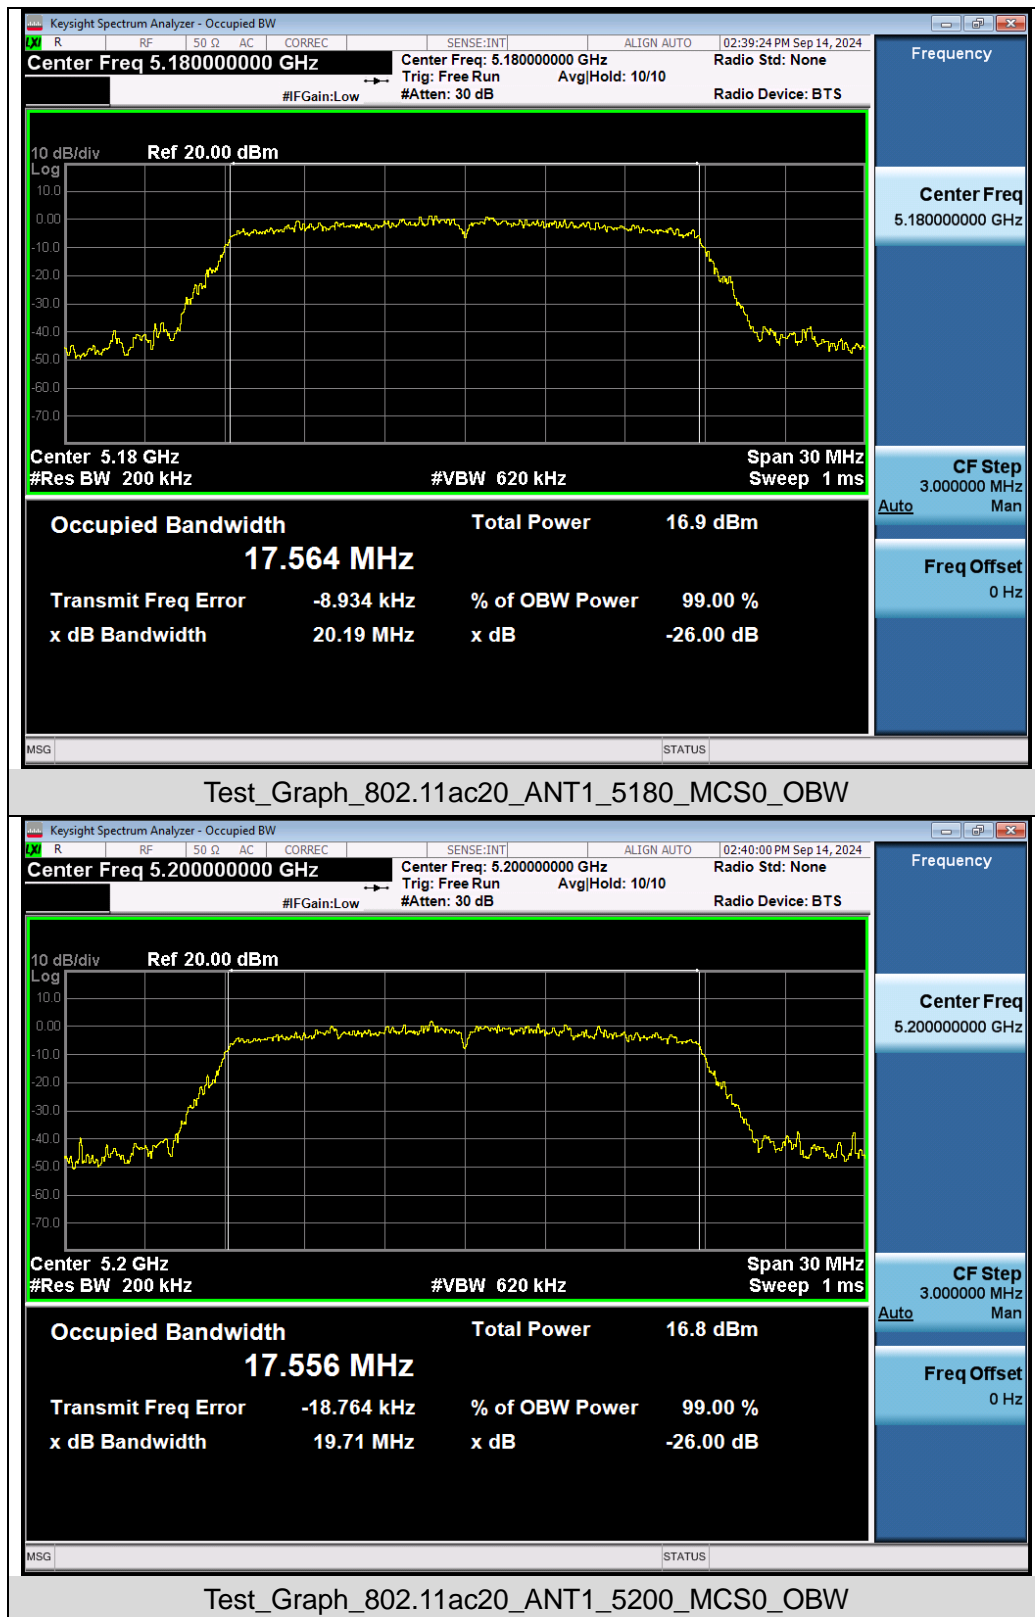 Keysight Spectrum Analyzer - Occupied BW
LXI R RF 50 Ω AC CORREC SENSE:INT ALIGN AUTO 02:39:24 PM Sep 14, 2024
Center Freq 5.180000000 GHz Center Freq: 5.180000000 GHz Radio Std: None Frequency
Trig: Free Run Avg|Hold: 10/10
#IFGain:Low #Atten: 30 dB Radio Device: BTS
10 dB/div Ref 20.00 dBm
Log
10.0
0.00
-10.0
-20.0
-30.0
-40.0
-50.0
-60.0
-70.0
Center Freq
5.180000000 GHz
Center 5.18 GHz Span 30 MHz
#Res BW 200 kHz #VBW 620 kHz Sweep 1 ms
CF Step
3.000000 MHz
Auto Man
Occupied Bandwidth Total Power 16.9 dBm
17.564 MHz
Freq Offset
0 Hz
Transmit Freq Error -8.934 kHz % of OBW Power 99.00 %
x dB Bandwidth 20.19 MHz x dB -26.00 dB
MSG STATUS
Test_Graph_802.11ac20_ANT1_5180_MCS0_OBW
Keysight Spectrum Analyzer - Occupied BW
LXI R RF 50 Ω AC CORREC SENSE:INT ALIGN AUTO 02:40:00 PM Sep 14, 2024
Center Freq 5.200000000 GHz Center Freq: 5.200000000 GHz Radio Std: None Frequency
Trig: Free Run Avg|Hold: 10/10
#IFGain:Low #Atten: 30 dB Radio Device: BTS
10 dB/div Ref 20.00 dBm
Log
10.0
0.00
-10.0
-20.0
-30.0
-40.0
-50.0
-60.0
-70.0
Center Freq
5.200000000 GHz
Center 5.2 GHz Span 30 MHz
#Res BW 200 kHz #VBW 620 kHz Sweep 1 ms
CF Step
3.000000 MHz
Auto Man
Occupied Bandwidth Total Power 16.8 dBm
17.556 MHz
Freq Offset
0 Hz
Transmit Freq Error -18.764 kHz % of OBW Power 99.00 %
x dB Bandwidth 19.71 MHz x dB -26.00 dB
MSG STATUS
Test_Graph_802.11ac20_ANT1_5200_MCS0_OBW